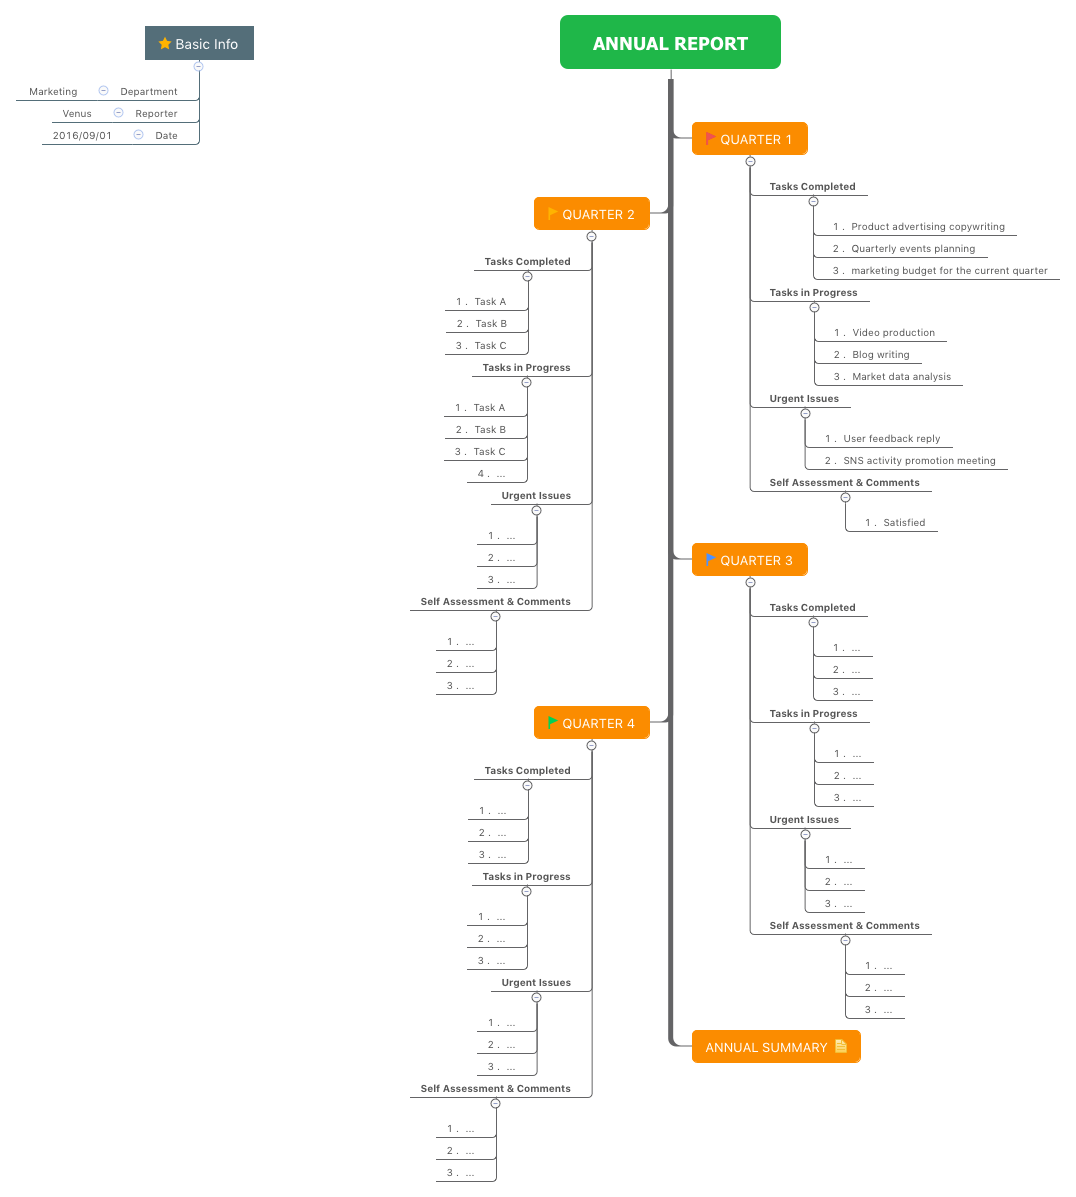 Basic Info
Marketing Department
Venus Reporter
2016/09/01 Date
ANNUAL REPORT
QUARTER 1
Tasks Completed
1 . Product advertising copywriting
2 . Quarterly events planning
3 . marketing budget for the current quarter
Tasks in Progress
1 . Video production
2 . Blog writing
3 . Market data analysis
Urgent Issues
1 . User feedback reply
2 . SNS activity promotion meeting
Self Assessment & Comments
1 . Satisfied
QUARTER 2
Tasks Completed
1 . Task A
2 . Task B
3 . Task C
Tasks in Progress
1 . Task A
2 . Task B
3 . Task C
4 . ...
Urgent Issues
1 . ...
2 . ...
3 . ...
Self Assessment & Comments
1 . ...
2 . ...
3 . ...
QUARTER 3
Tasks Completed
1 . ...
2 . ...
3 . ...
Tasks in Progress
1 . ...
2 . ...
3 . ...
Urgent Issues
1 . ...
2 . ...
3 . ...
Self Assessment & Comments
1 . ...
2 . ...
3 . ...
QUARTER 4
Tasks Completed
1 . ...
2 . ...
3 . ...
Tasks in Progress
1 . ...
2 . ...
3 . ...
Urgent Issues
1 . ...
2 . ...
3 . ...
Self Assessment & Comments
1 . ...
2 . ...
3 . ...
ANNUAL SUMMARY